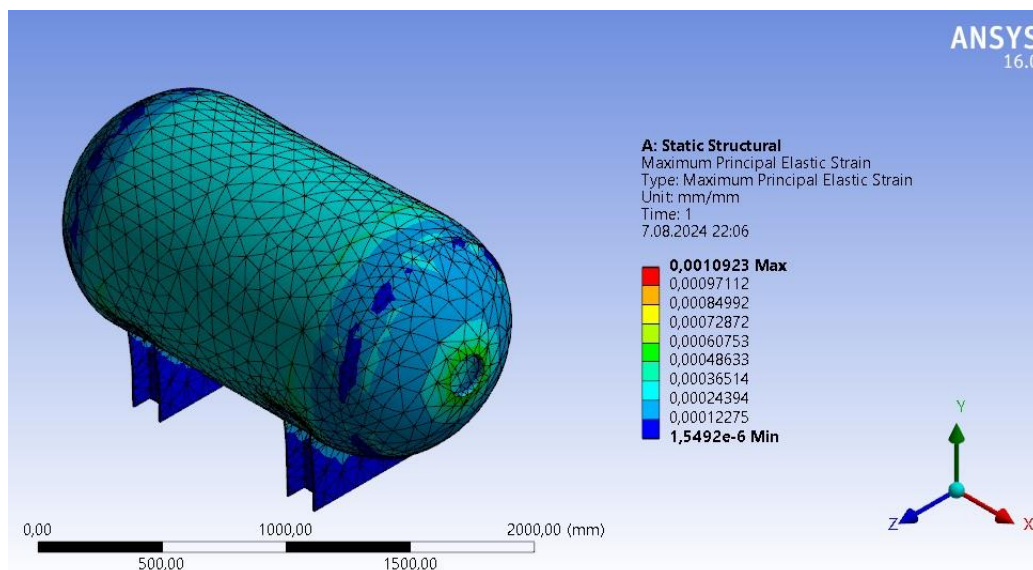 ANSYS
16.0
A: Static Structural
Maximum Principal Elastic Strain
Type: Maximum Principal Elastic Strain
Unit: mm/mm
Time: 1
7.08.2024 22:06
0,0010923 Max
0,00097112
0,00084992
0,00072872
0,00060753
0,00048633
0,00036514
0,00024394
0,00012275
1,5492e-6 Min
Y
Z
X
0,00 1000,00 2000,00 (mm)
500,00 1500,00